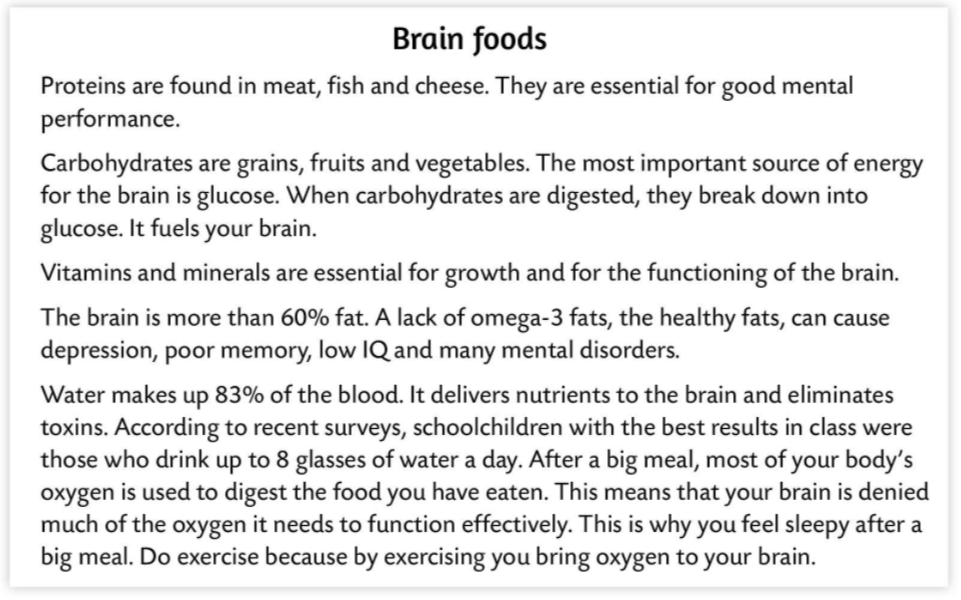 Brain foods
Proteins are found in meat, fish and cheese. They are essential for good mental
performance.
Carbohydrates are grains, fruits and vegetables. The most important source of energy
for the brain is glucose. When carbohydrates are digested, they break down into
glucose. It fuels your brain.
Vitamins and minerals are essential for growth and for the functioning of the brain.
The brain is more than 60% fat. A lack of omega-3 fats, the healthy fats, can cause
depression, poor memory, low IQ and many mental disorders.
Water makes up 83% of the blood. It delivers nutrients to the brain and eliminates
toxins. According to recent surveys, schoolchildren with the best results in class were
those who drink up to 8 glasses of water a day. After a big meal, most of your body's
oxygen is used to digest the food you have eaten. This means that your brain is denied
much of the oxygen it needs to function effectively. This is why you feel sleepy after a
big meal. Do exercise because by exercising you bring oxygen to your brain.